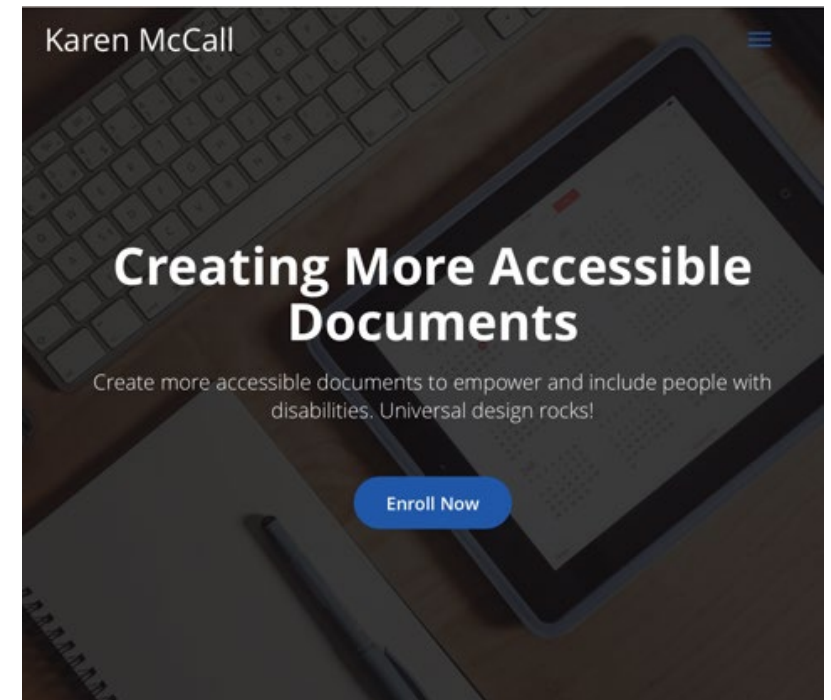 Karen McCall
Creating More Accessible
Documents
Create more accessible documents to empower and include people with
disabilities. Universal design rocks!
Enroll Now